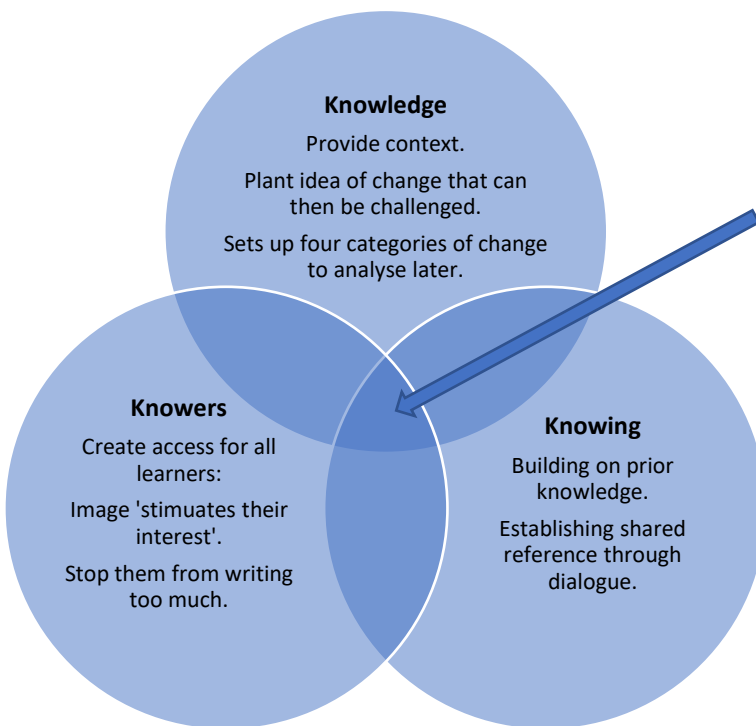 Knowledge
Provide context.
Plant idea of change that can
then be challenged.
Sets up four categories of change
to analyse later.
Knowers
Create access for all
learners:
Image 'stimuates their
interest'.
Stop them from writing
too much.
Knowing
Building on prior
knowledge.
Establishing shared
reference through
dialogue.